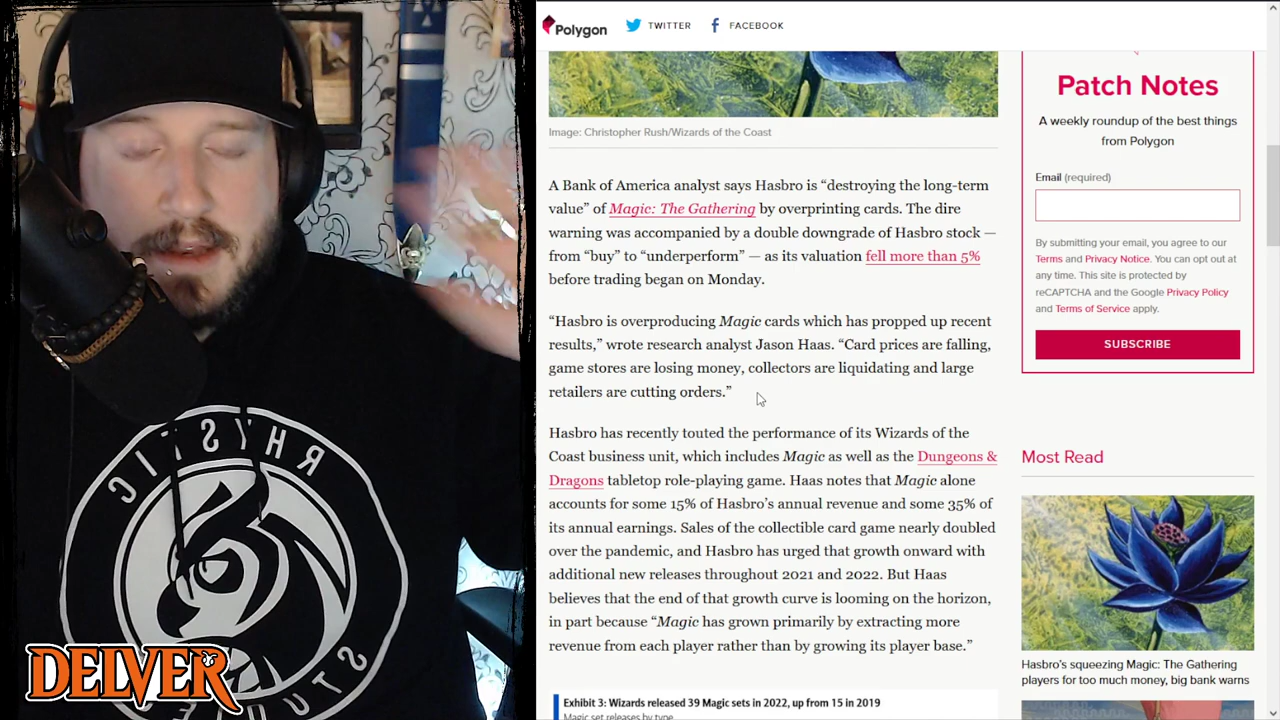 RHYSTIC
STUDIES
DELVER
Polygon
TWITTER
FACEBOOK
Image: Christopher Rush/Wizards of the Coast
A Bank of America analyst says Hasbro is “destroying the long-term
value” of Magic: The Gathering by overprinting cards. The dire
warning was accompanied by a double downgrade of Hasbro stock —
from “buy” to “underperform” — as its valuation fell more than 5%
before trading began on Monday.
“Hasbro is overproducing Magic cards which has propped up recent
results,” wrote research analyst Jason Haas. “Card prices are falling,
game stores are losing money, collectors are liquidating and large
retailers are cutting orders.”
Hasbro has recently touted the performance of its Wizards of the
Coast business unit, which includes Magic as well as the Dungeons &
Dragons tabletop role-playing game. Haas notes that Magic alone
accounts for some 15% of Hasbro’s annual revenue and some 35% of
its annual earnings. Sales of the collectible card game nearly doubled
over the pandemic, and Hasbro has urged that growth onward with
additional new releases throughout 2021 and 2022. But Haas
believes that the end of that growth curve is looming on the horizon,
in part because “Magic has grown primarily by extracting more
revenue from each player rather than by growing its player base.”
Exhibit 3: Wizards released 39 Magic sets in 2022, up from 15 in 2019
Magic set releases by type
Patch Notes
A weekly roundup of the best things
from Polygon
Email (required)
By submitting your email, you agree to our
Terms and Privacy Notice. You can opt out at
any time. This site is protected by
reCAPTCHA and the Google Privacy Policy
and Terms of Service apply.
SUBSCRIBE
Most Read
Hasbro’s squeezing Magic: The Gathering
players for too much money, big bank warns